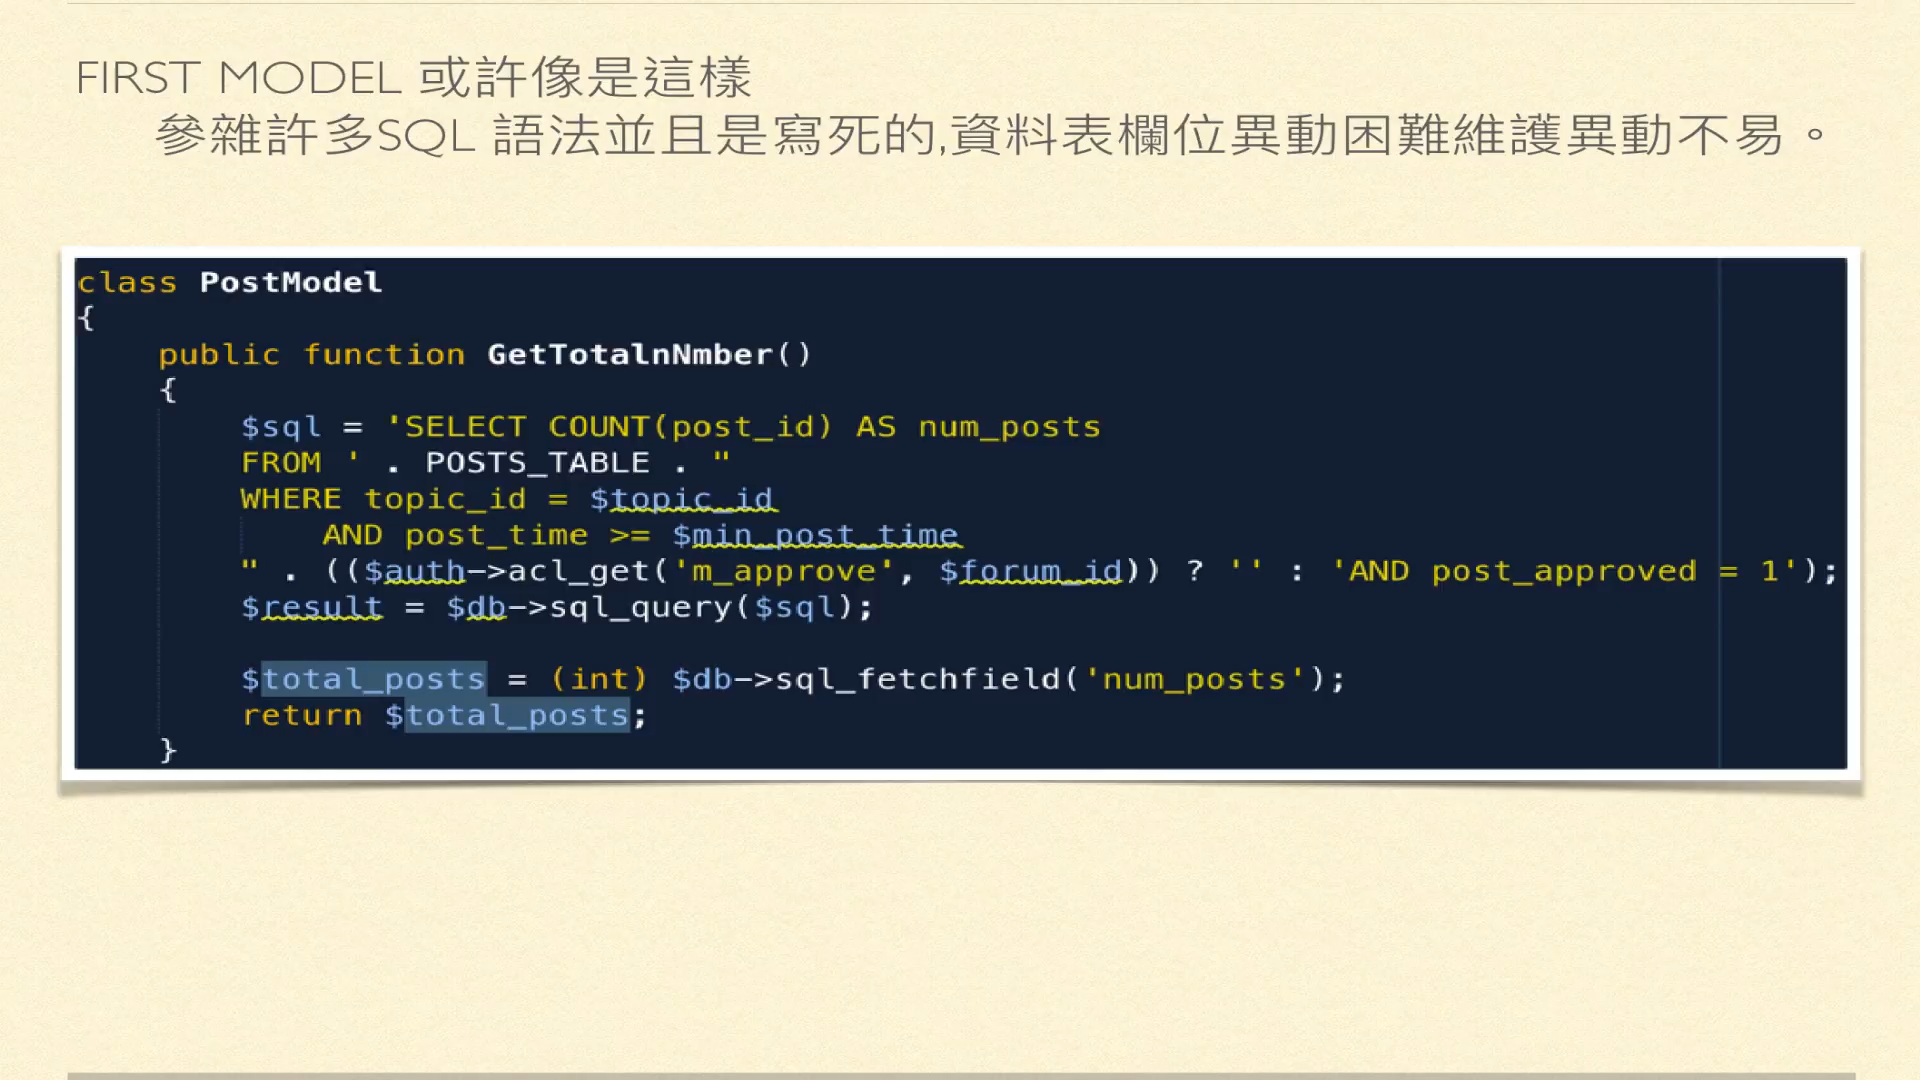 FIRST MODEL 或許像是這樣
參雜許多SQL 語法並且是寫死的,資料表欄位異動困難維護異動不易。
class PostModel
{
public function GetTotalnNmber()
{
$sql = 'SELECT COUNT(post_id) AS num_posts
FROM ' . POSTS_TABLE . "
WHERE topic_id = $topic_id
AND post_time >= $min_post_time
" . (($auth->acl_get('m_approve', $forum_id)) ? '' : 'AND post_approved = 1');
$result = $db->sql_query($sql);
$total_posts = (int) $db->sql_fetchfield('num_posts');
return $total_posts;
}